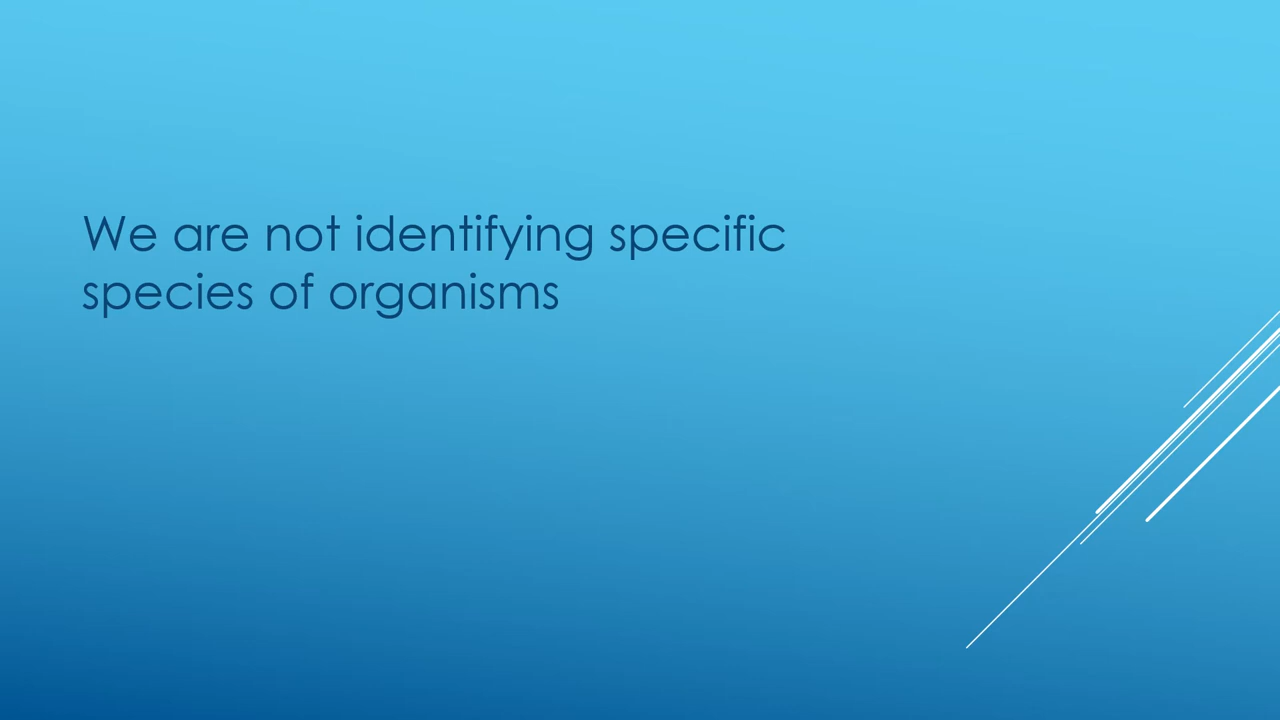 We are not identifying specific
species of organisms